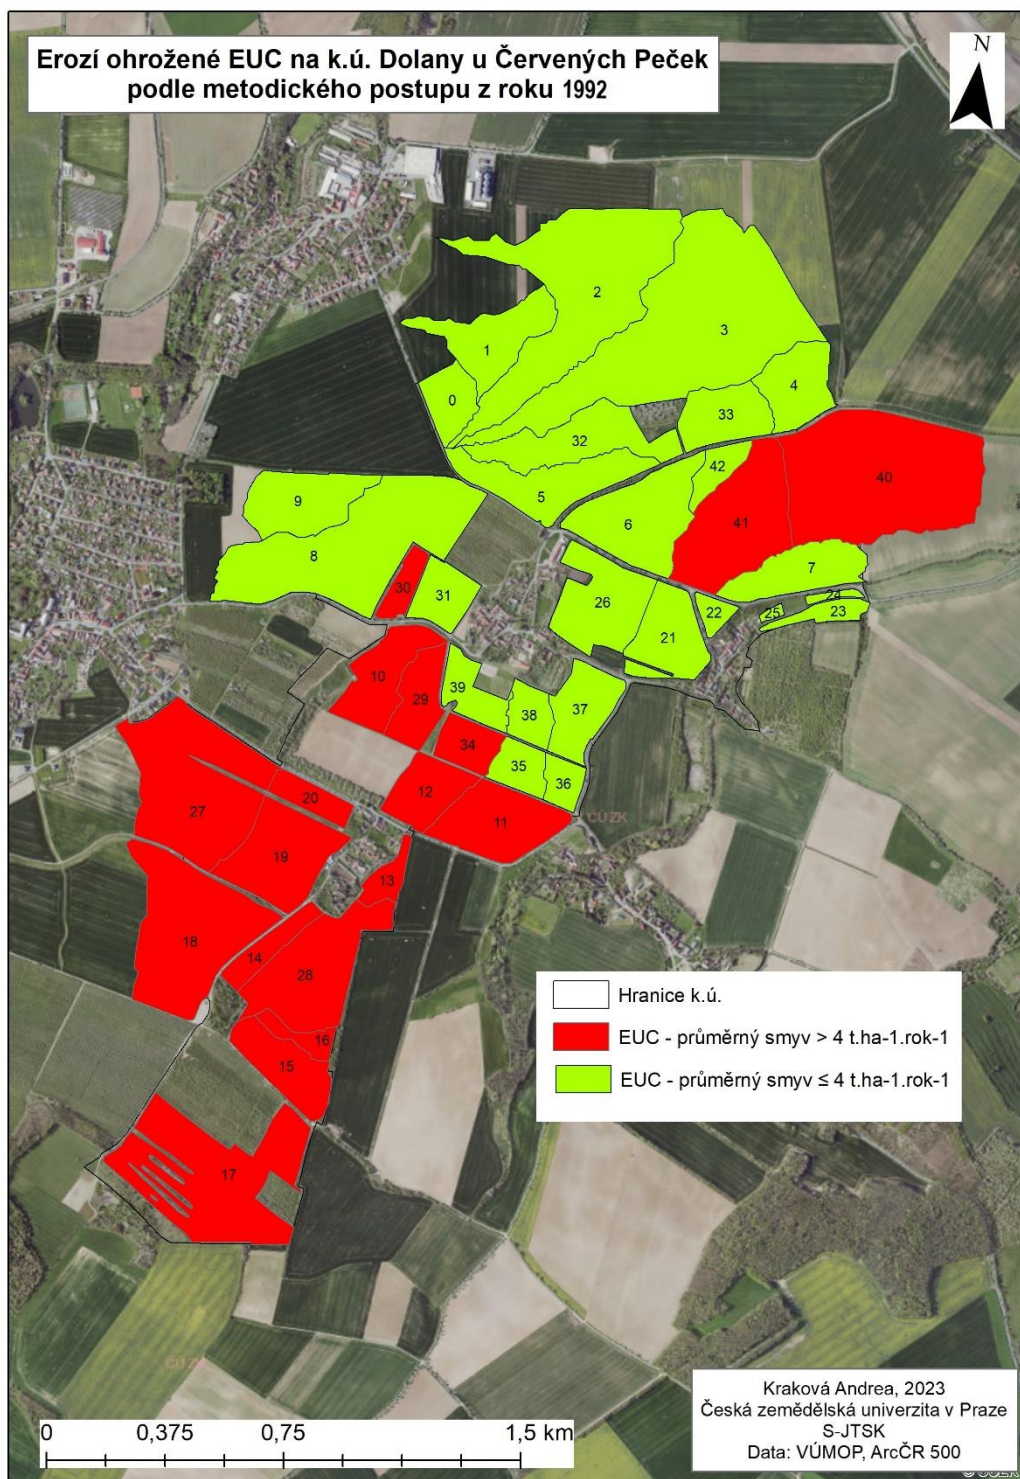 Erozí ohrožené EUC na k.ú. Dolany u Červených Peček
podle metodického postupu z roku 1992
N
2
3
1
4
0
33
32
42
40
9
5
6
41
8
7
30
31
26
22
25
24
23
21
10
29
39
38
37
34
35
36
12
11
27
20
19
13
18
14
28
16
15
17
ČÚZK
ČÚZK
ČÚZK
Hranice k.ú.
EUC - průměrný smyv > 4 t.ha-1.rok-1
EUC - průměrný smyv ≤ 4 t.ha-1.rok-1
0 0,375 0,75 1,5 km
Kraková Andrea, 2023
Česká zemědělská univerzita v Praze
S-JTSK
Data: VÚMOP, ArcČR 500
© ČÚZK